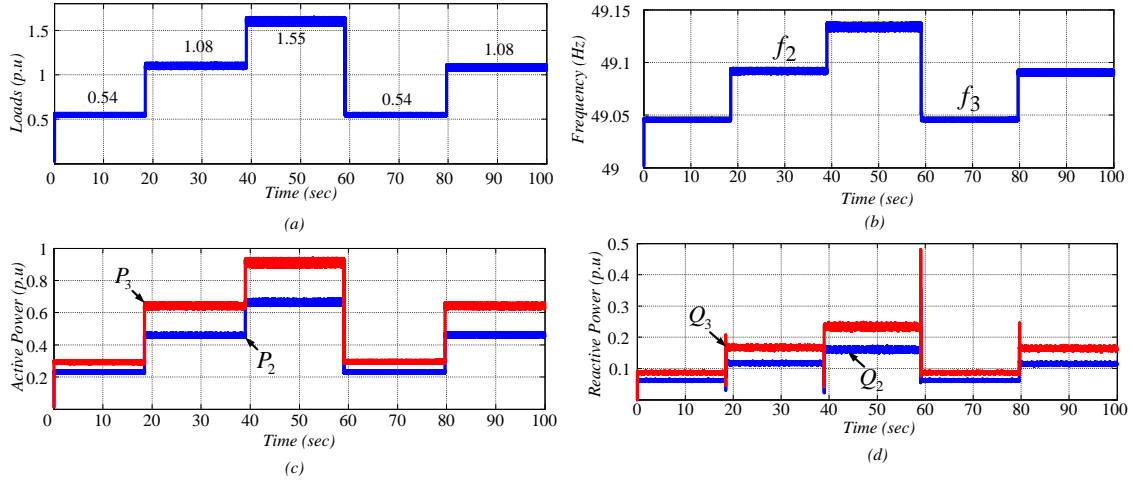 Loads (p.u)
1.5
1
0.5
0.54
1.08
1.55
0.54
1.08
0 10 20 30 40 50 60 70 80 90 100
Time (sec)
(a)
Frequency (Hz)
49.15
49.1
49.05
49
f2
f3
0 10 20 30 40 50 60 70 80 90 100
Time (sec)
(b)
Active Power (p.u)
1
0.8
0.6
0.4
0.2
P3
P2
0 10 20 30 40 50 60 70 80 90 100
Time (sec)
(c)
Reactive Power (p.u)
0.5
0.4
0.3
0.2
0.1
Q3
Q2
0 10 20 30 40 50 60 70 80 90 100
Time (sec)
(d)